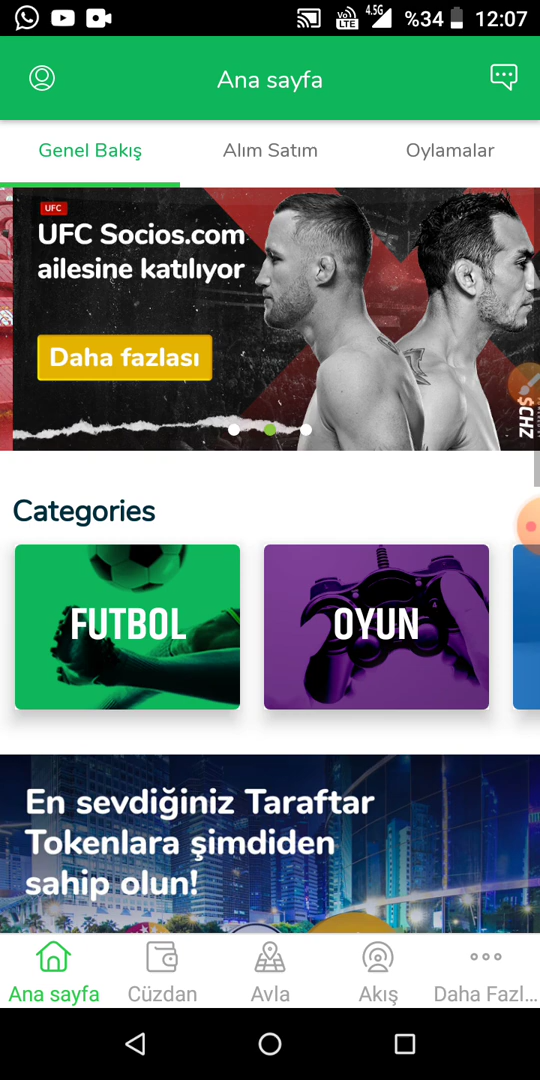 VoLTE
4.5G
%34
12:07
Ana sayfa
Genel Bakış
Alım Satım
Oylamalar
UFC
UFC Socios.com
ailesine katılıyor
Daha fazlası
$CHZ
Categories
FUTBOL
OYUN
En sevdiğiniz Taraftar
Tokenlara şimdiden
sahip olun!
Ana sayfa
Cüzdan
Avla
Akış
Daha Fazl...